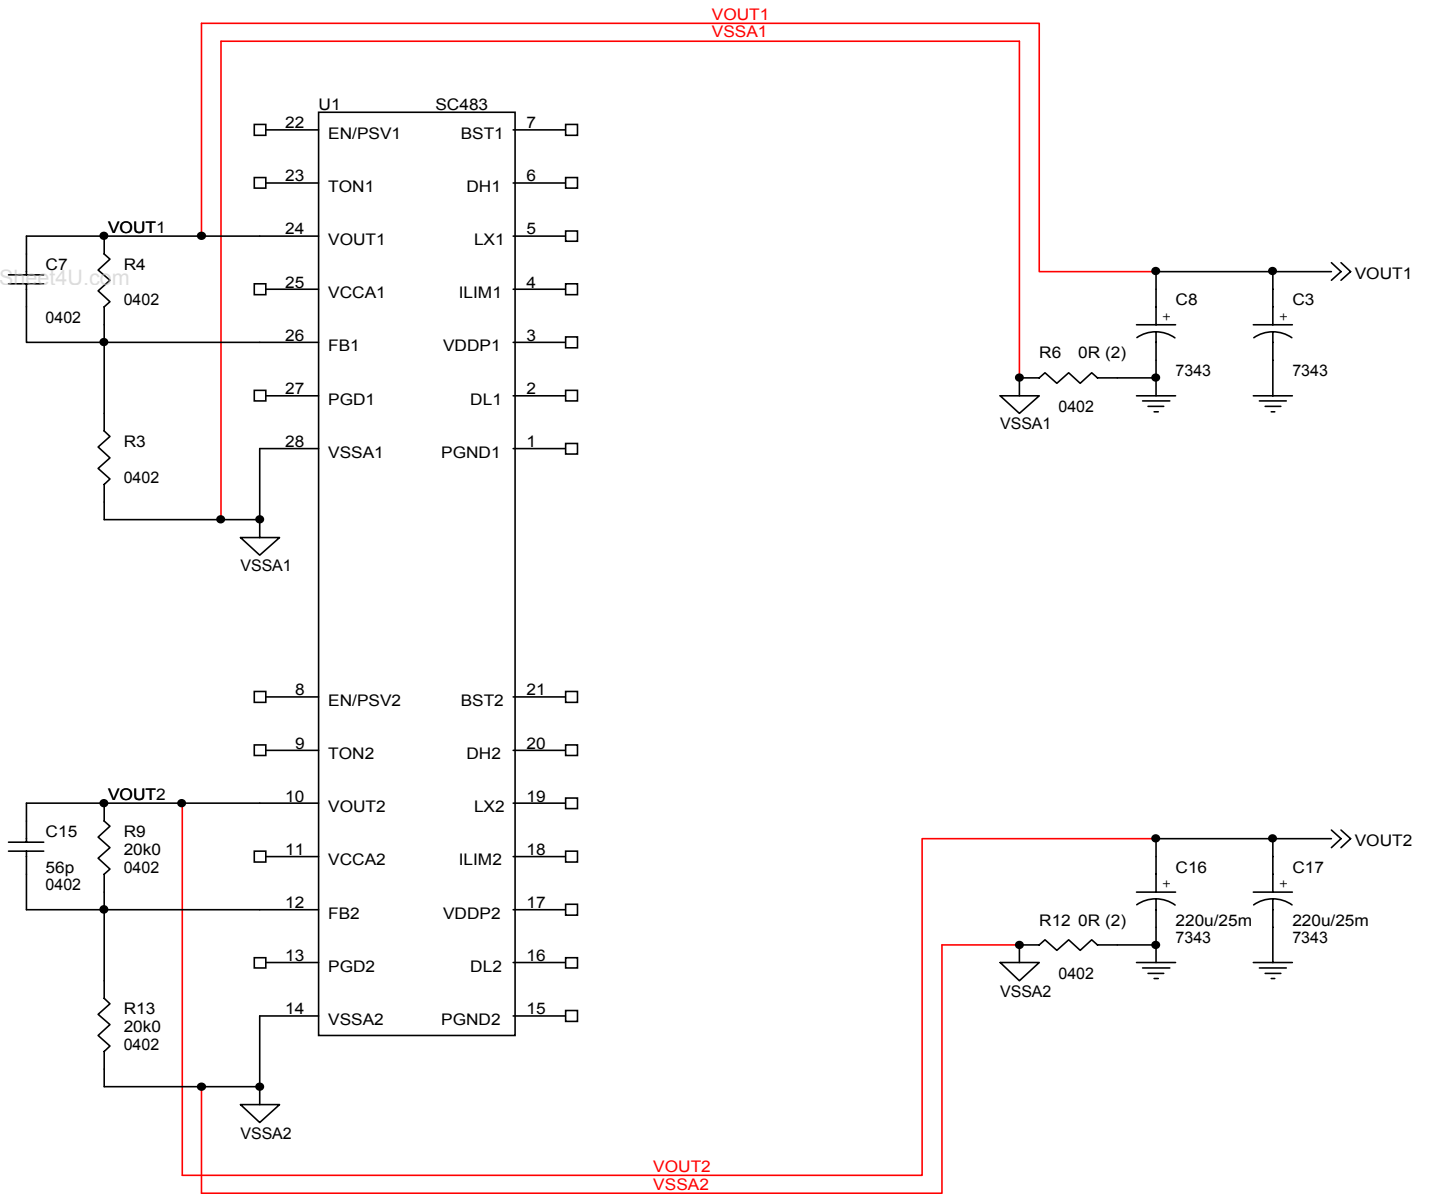 VOUT1
VSSA1
U1 SC483
22 EN/PSV1 BST1 7
23 TON1 DH1 6
VOUT1
24 VOUT1 LX1 5
C7
0402
R4
0402
Sheet4U.com
25 VCCA1 ILIM1 4
26 FB1 VDDP1 3
27 PGD1 DL1 2
28 VSSA1 PGND1 1
R3
0402
VSSA1
VOUT1
C8
+
7343
C3
+
7343
R6 0R (2)
0402
VSSA1
8 EN/PSV2 BST2 21
9 TON2 DH2 20
VOUT2
10 VOUT2 LX2 19
C15
56p
0402
R9
20k0
0402
11 VCCA2 ILIM2 18
12 FB2 VDDP2 17
13 PGD2 DL2 16
14 VSSA2 PGND2 15
R13
20k0
0402
VSSA2
VOUT2
C16
+
220u/25m
7343
C17
+
220u/25m
7343
R12 0R (2)
0402
VSSA2
VOUT2
VSSA2